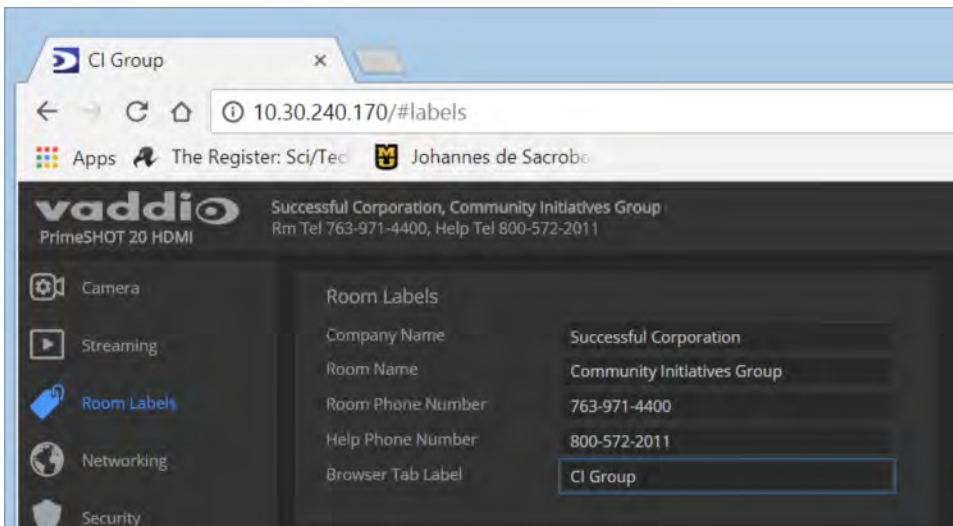 CI Group
10.30.240.170/#labels
Apps The Register: Sci/Tec Johannes de Sacrobo
vaddio
PrimeSHOT 20 HDMI
Successful Corporation, Community Initiatives Group
Rm Tel 763-971-4400, Help Tel 800-572-2011
Camera
Streaming
Room Labels
Networking
Security
Room Labels
Company Name Successful Corporation
Room Name Community Initiatives Group
Room Phone Number 763-971-4400
Help Phone Number 800-572-2011
Browser Tab Label CI Group